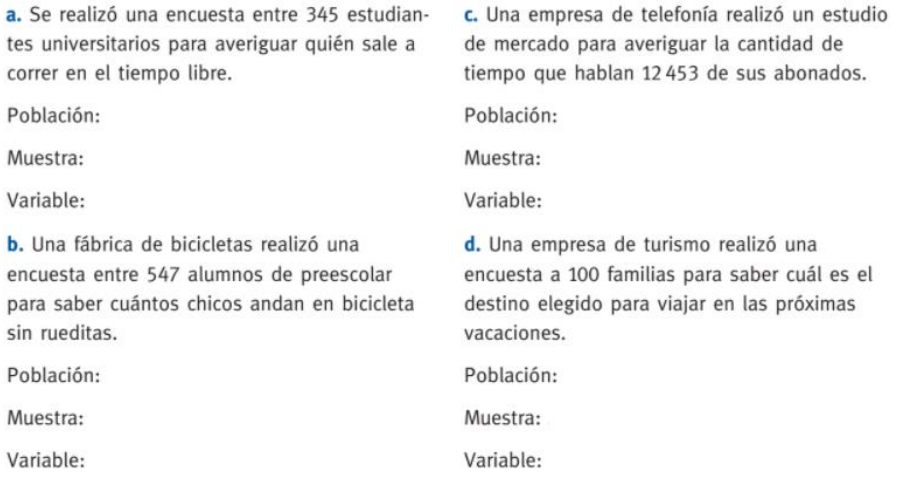 a. Se realizó una encuesta entre 345 estudian-
tes universitarios para averiguar quién sale a
correr en el tiempo libre.
Población:
Muestra:
Variable:
b. Una fábrica de bicicletas realizó una
encuesta entre 547 alumnos de preescolar
para saber cuántos chicos andan en bicicleta
sin rueditas.
Población:
Muestra:
Variable:
c. Una empresa de telefonía realizó un estudio
de mercado para averiguar la cantidad de
tiempo que hablan 12 453 de sus abonados.
Población:
Muestra:
Variable:
d. Una empresa de turismo realizó una
encuesta a 100 familias para saber cuál es el
destino elegido para viajar en las próximas
vacaciones.
Población:
Muestra:
Variable: